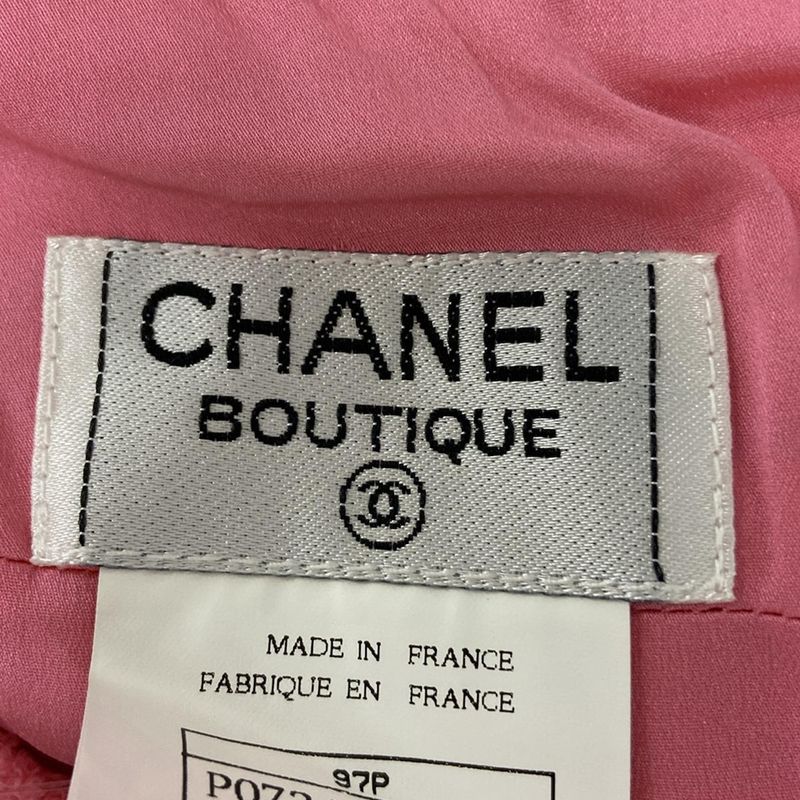 CHANEL
BOUTIQUE
MADE IN FRANCE
FABRIQUE EN FRANCE
97P